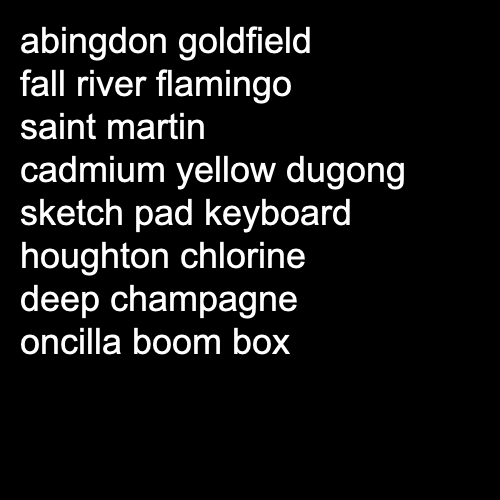 abingdon goldfield
fall river flamingo
saint martin
cadmium yellow dugong
sketch pad keyboard
houghton chlorine
deep champagne
oncilla boom box